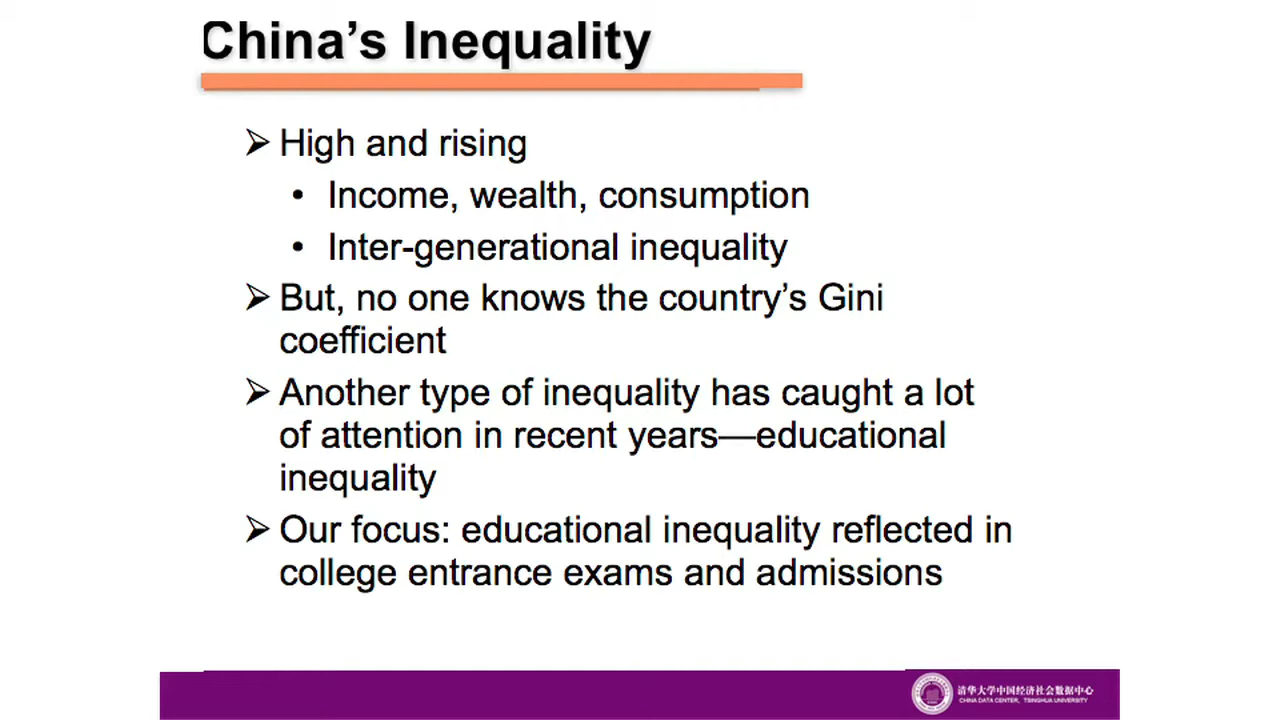 China’s Inequality
➢ High and rising
• Income, wealth, consumption
• Inter-generational inequality
➢ But, no one knows the country’s Gini
coefficient
➢ Another type of inequality has caught a lot
of attention in recent years—educational
inequality
➢ Our focus: educational inequality reflected in
college entrance exams and admissions
清华大学中国经济社会数据中心
CHINA DATA CENTER, TSINGHUA UNIVERSITY